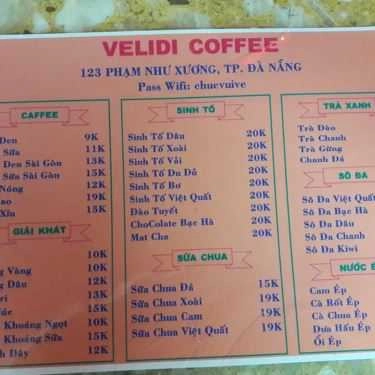 VELIDI COFFEE
123 PHẠM NHƯ XƯƠNG, TP. ĐÀ NẴNG
Pass Wifi: chucvuive
CAFFEE
Đen 9K
Sữa 11K
Đen Sài Gòn 13K
Sữa Sài Gòn 15K
Nóng 12K
ao 19K
Xỉu 15K
GIẢI KHÁT
10K
g Vàng 10K
g Dâu 12K
ri 13K
úc 15K
Khoáng Ngọt 10K
Khoáng Sữa 15K
h Dây 12K
SINH TỐ
Sinh Tố Dâu 20K
Sinh Tố Xoài 20K
Sinh Tố Vải 20K
Sinh Tố Đu Đủ 20K
Sinh Tố Bơ 20K
Sinh Tố Việt Quất 20K
Đào Tuyết 20K
ChoColate Bạc Hà 20K
Mat Cha 20K
SỮA CHUA
Sữa Chua Đá 15K
Sữa Chua Xoài 19K
Sữa Chua Cam 19K
Sữa Chua Việt Quất 19K
TRÀ XANH
Trà Đào
Trà Chanh
Trà Gừng
Chanh Đá
SÔ ĐA
Sô Đa Việt Quất
Sô Đa Bạc Hà
Sô Đa Dâu
Sô Đa Chanh
Sô Đa Kiwi
NƯỚC É
Cam Ép
Cà Rốt Ép
Cà Chua Ép
Dưa Hấu Ép
Ổi Ép